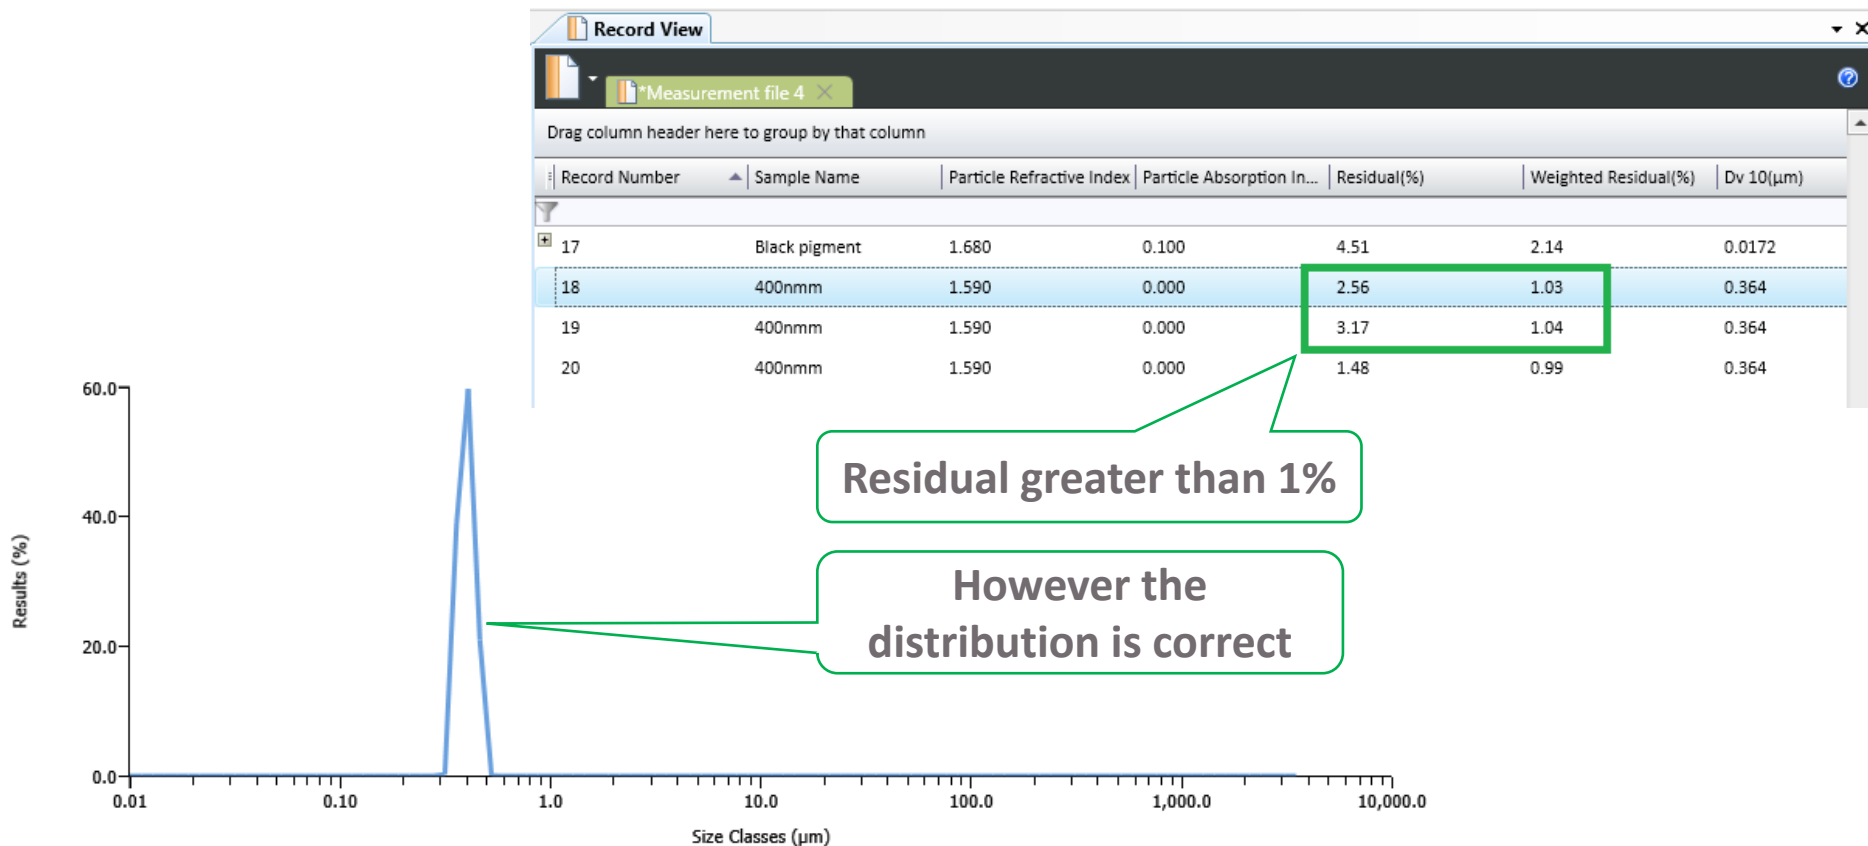 Record View
*Measurement file 4
Drag column header here to group by that column
Record Number Sample Name Particle Refractive Index Particle Absorption In... Residual(%) Weighted Residual(%) Dv 10(μm)
17 Black pigment 1.680 0.100 4.51 2.14 0.0172
18 400nmm 1.590 0.000 2.56 1.03 0.364
19 400nmm 1.590 0.000 3.17 1.04 0.364
20 400nmm 1.590 0.000 1.48 0.99 0.364
Residual greater than 1%
However the
distribution is correct
Results (%)
60.0
40.0
20.0
0.0
0.01 0.10 1.0 10.0 100.0 1,000.0 10,000.0
Size Classes (μm)